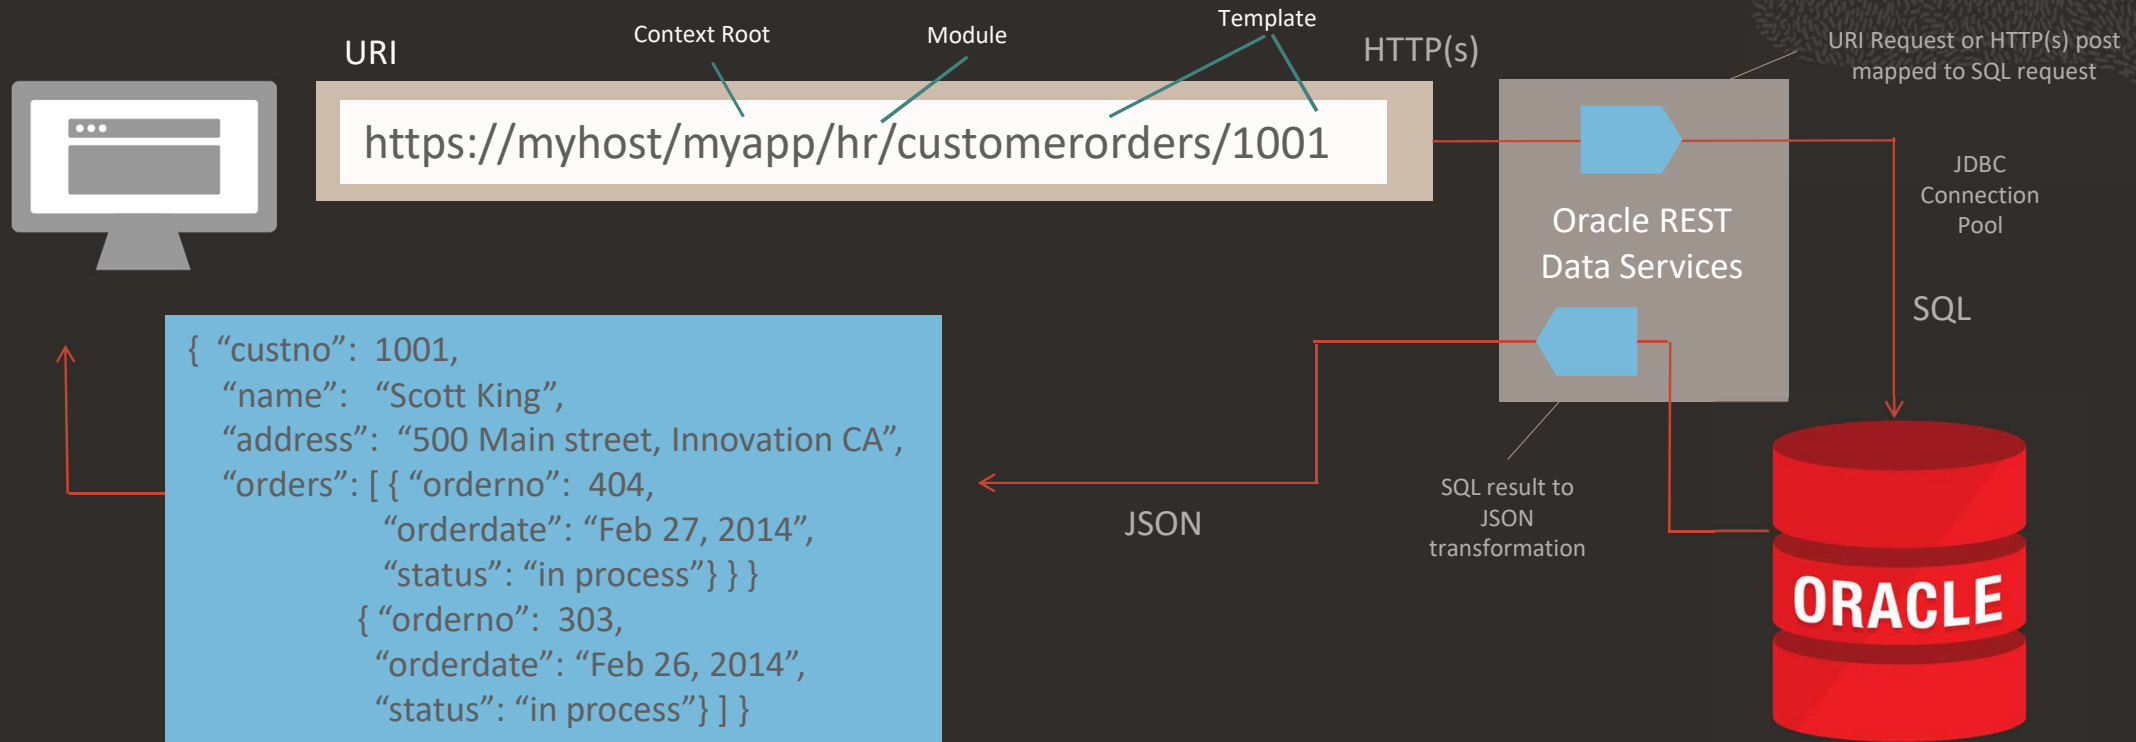 URI
Context Root
Module
Template
HTTP(s)
URI Request or HTTP(s) post
mapped to SQL request
https://myhost/myapp/hr/customerorders/1001
JDBC
Connection
Pool
Oracle REST
Data Services
SQL
{ “custno”: 1001,
“name”: “Scott King”,
“address”: “500 Main street, Innovation CA”,
“orders”: [ { “orderno”: 404,
“orderdate”: “Feb 27, 2014”,
“status”: “in process”} } }
{ “orderno”: 303,
“orderdate”: “Feb 26, 2014”,
“status”: “in process”} ] }
JSON
SQL result to
JSON
transformation
ORACLE